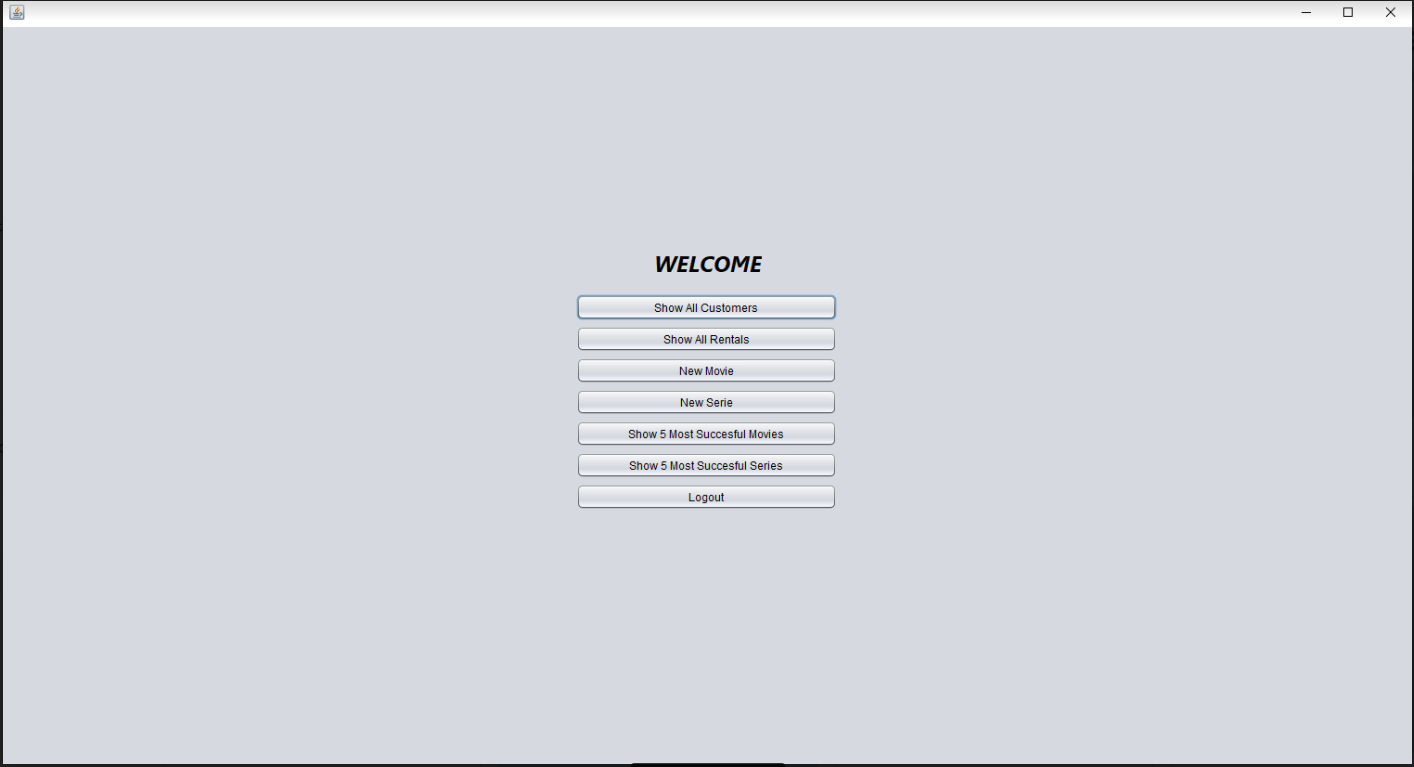 WELCOME
Show All Customers
Show All Rentals
New Movie
New Serie
Show 5 Most Succesful Movies
Show 5 Most Succesful Series
Logout